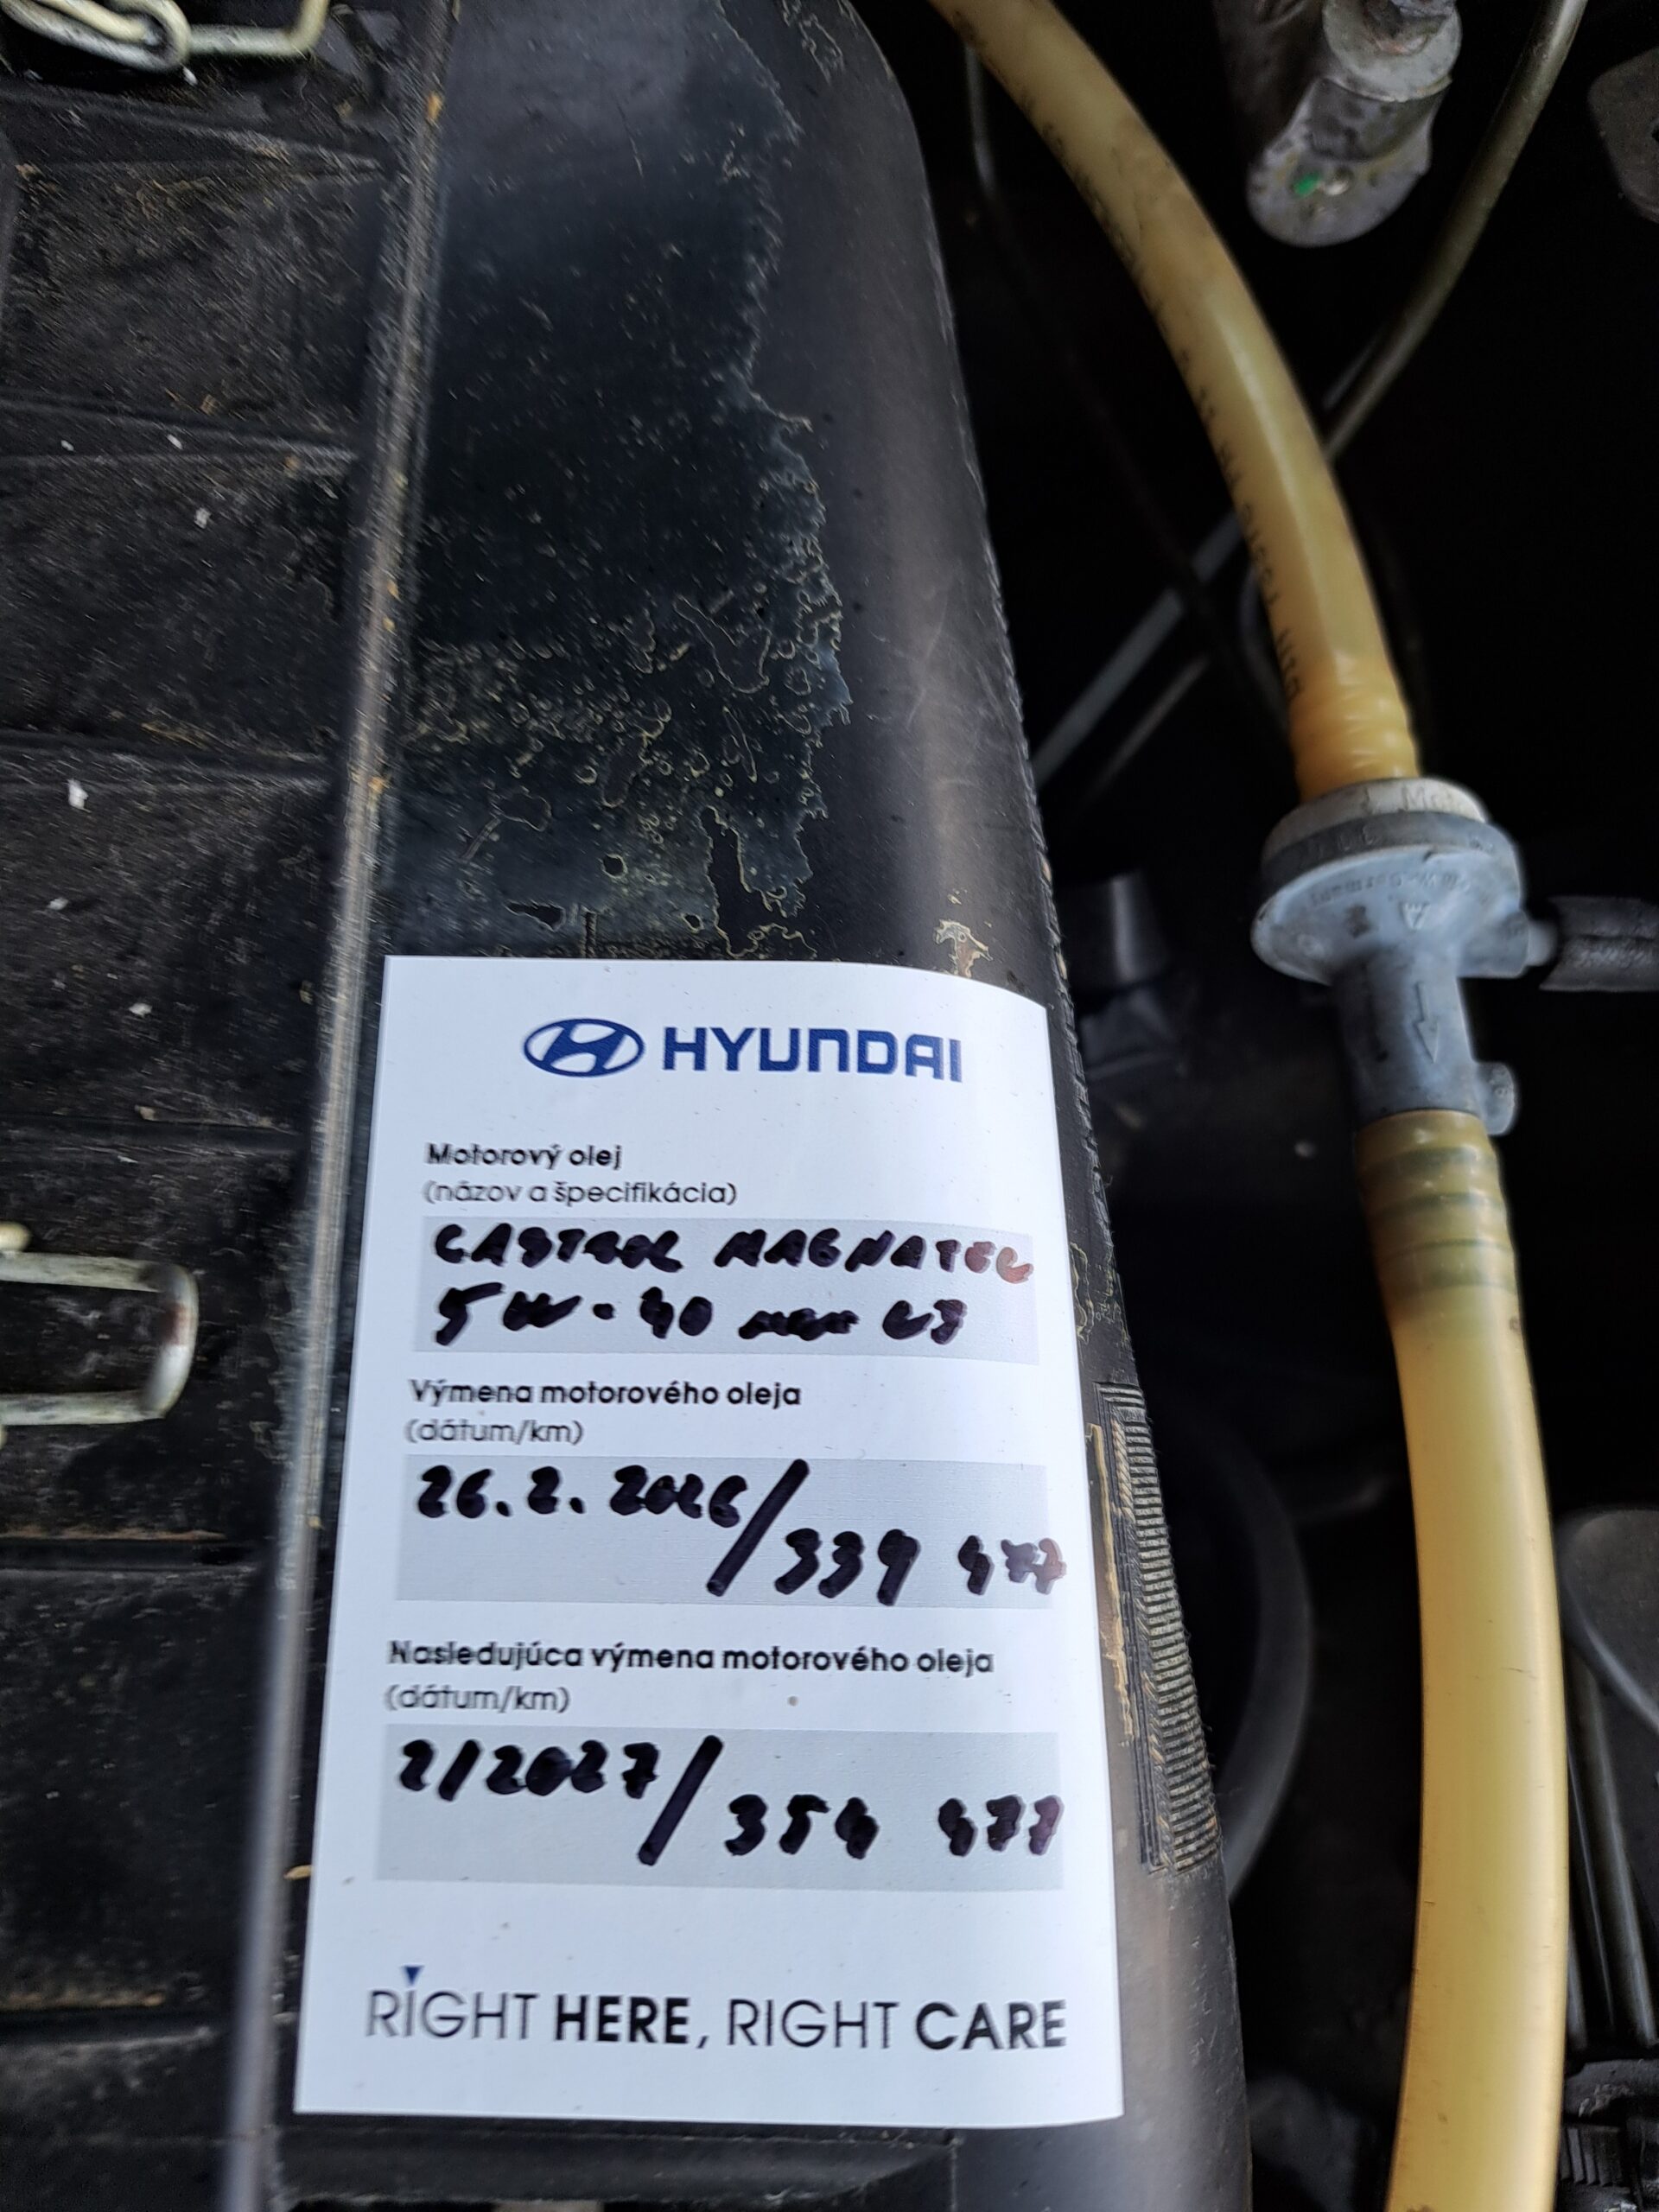 HYUNDAI
Motorový olej
(názov a špecifikácia)
CASTROL MAGNATEC
5W-40
Výmena motorového oleja
(dátum/km)
26.2.2026/339 477
Nasledujúca výmena motorového oleja
(dátum/km)
2/2027/354 477
RIGHT HERE, RIGHT CARE